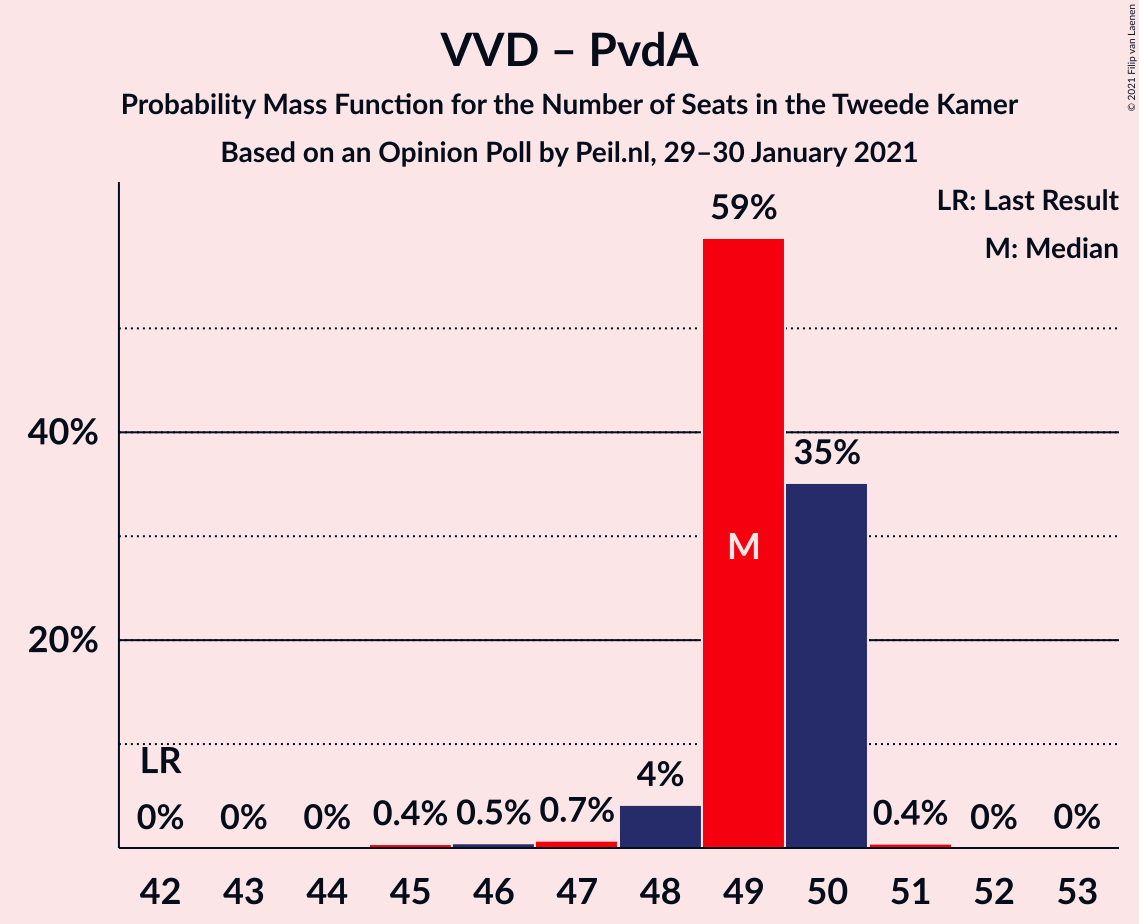 VVD – PvdA
Probability Mass Function for the Number of Seats in the Tweede Kamer
Based on an Opinion Poll by Peil.nl, 29–30 January 2021
© 2021 Filip van Laenen
LR: Last Result
M: Median
59%
40%
35%
M
20%
LR
4%
0% 0% 0% 0.4% 0.5% 0.7% 0.4% 0% 0%
42 43 44 45 46 47 48 49 50 51 52 53